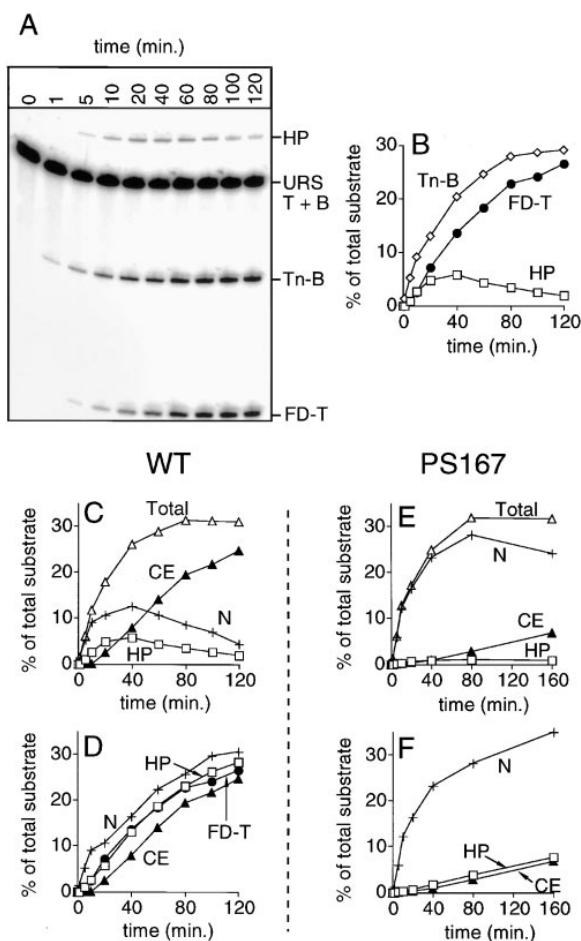 A
time (min.)
0 1 5 10 20 40 60 80 100 120
HP
URS
T + B
Tn-B
FD-T
B
% of total substrate
30
20
10
0
Tn-B
FD-T
HP
0 40 80 120
time (min.)
WT
PS167
C
% of total substrate
30
20
10
0
Total
CE
N
HP
0 20 40 60 80 100 120
time (min.)
E
% of total substrate
30
20
10
0
Total
N
CE
HP
0 40 80 120 160
time (min.)
D
% of total substrate
30
20
10
0
HP
N
FD-T
CE
0 40 80 120
time (min.)
F
% of total substrate
30
20
10
0
N
HP
CE
0 40 80 120 160
time (min.)